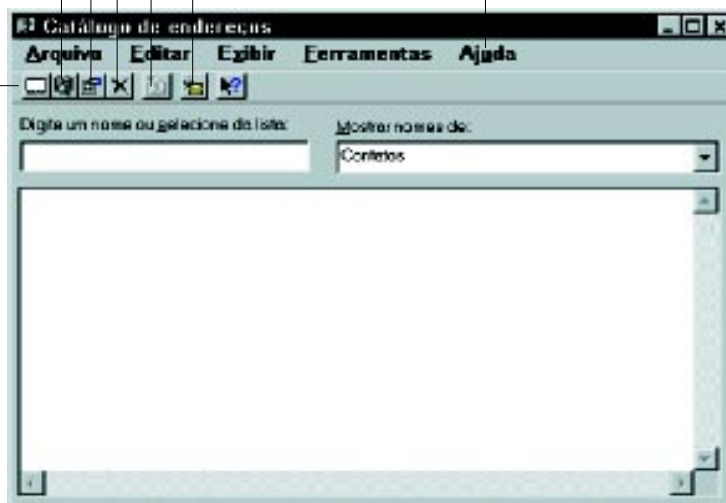 Catálogo de endereços
Arquivo Editar Exibir Ferramentas Ajuda
Digite um nome ou selecione da lista:
Mostrar nomes de:
Contatos